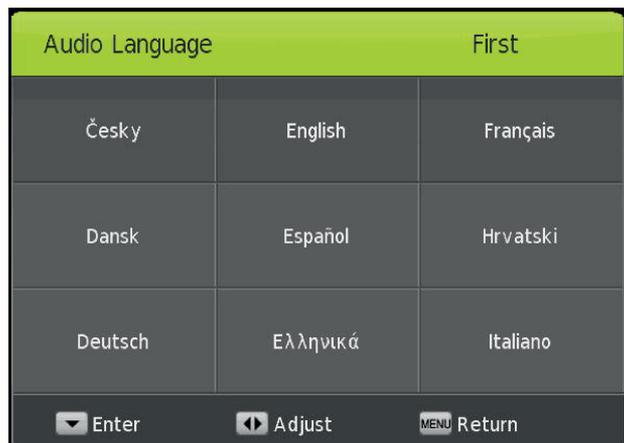 Audio Language First
Česky English Français
Dansk Español Hrvatski
Deutsch Ελληνικά Italiano
Enter Adjust MENU Return